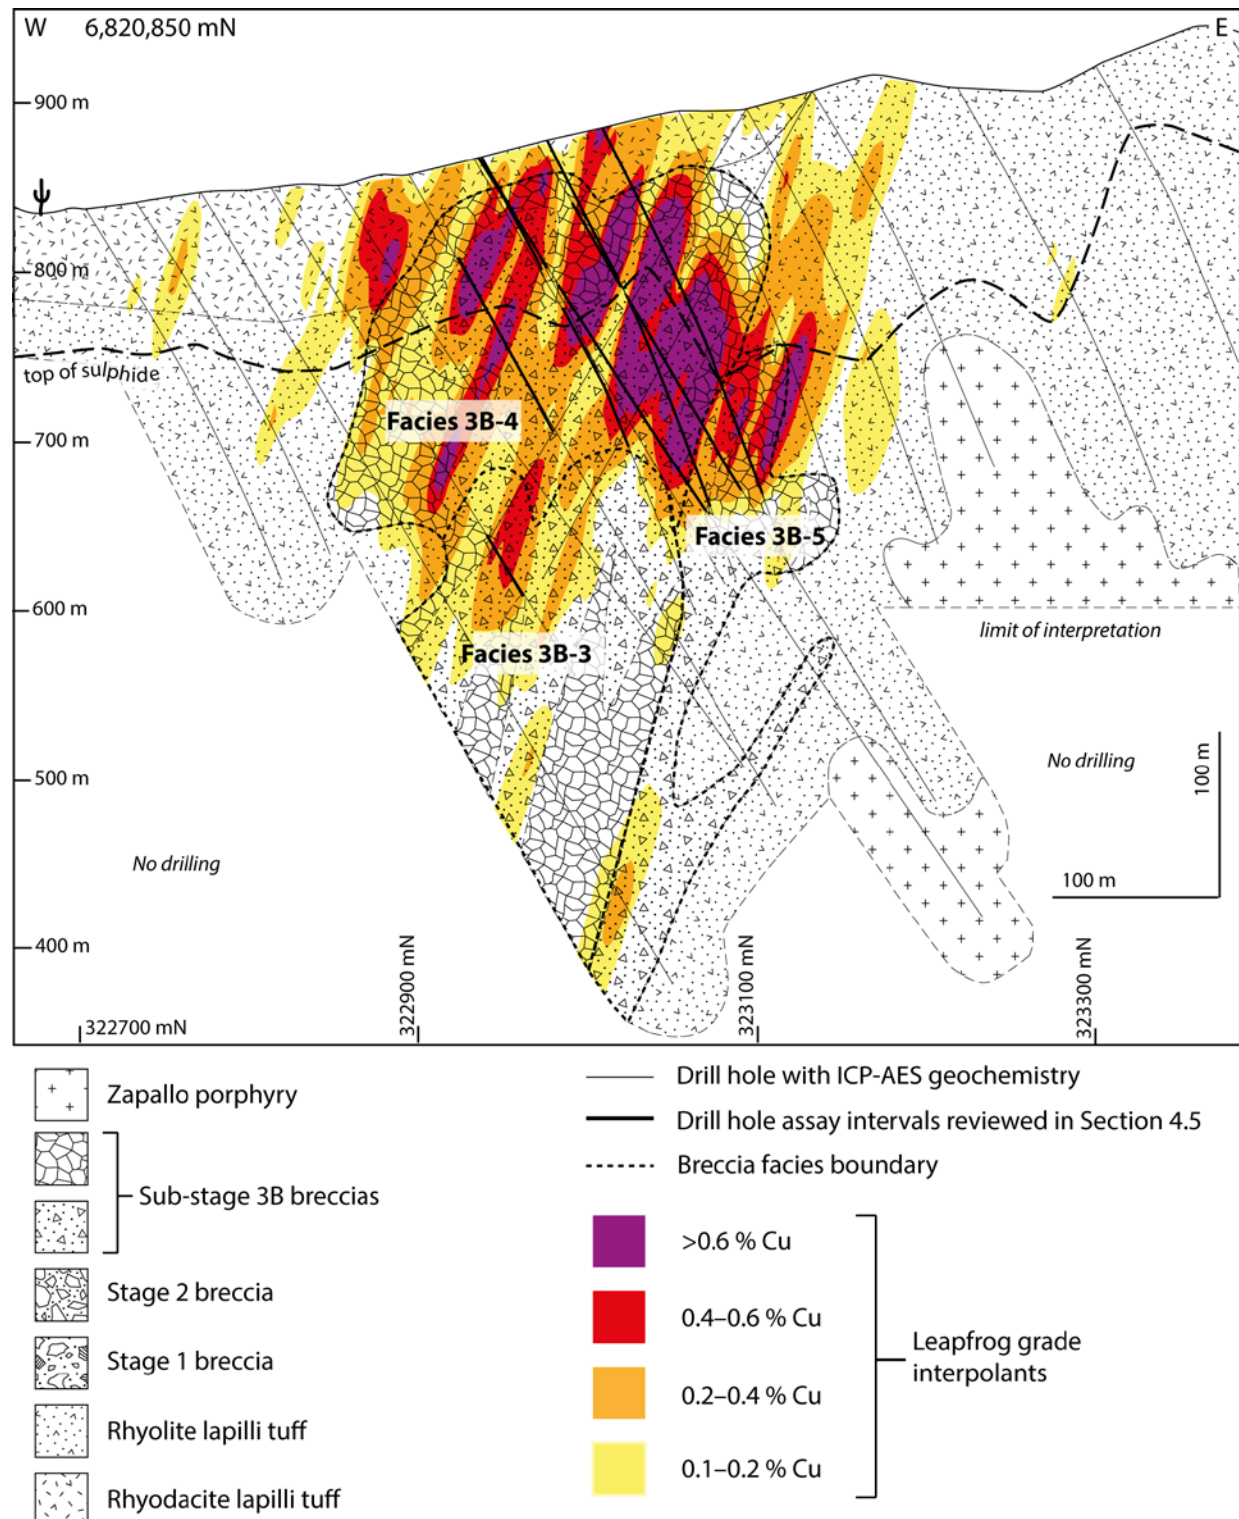 W 6,820,850 mN E
900 m
800 m
top of sulphide
700 m
Facies 3B-4
Facies 3B-5
600 m
limit of interpretation
Facies 3B-3
500 m
No drilling
100 m
No drilling
100 m
400 m
322700 mN
322900 mN
323100 mN
323300 mN
Zapallo porphyry
Sub-stage 3B breccias
Stage 2 breccia
Stage 1 breccia
Rhyolite lapilli tuff
Rhyodacite lapilli tuff
Drill hole with ICP-AES geochemistry
Drill hole assay intervals reviewed in Section 4.5
Breccia facies boundary
>0.6 % Cu
0.4–0.6 % Cu
0.2–0.4 % Cu
0.1–0.2 % Cu
Leapfrog grade
interpolants